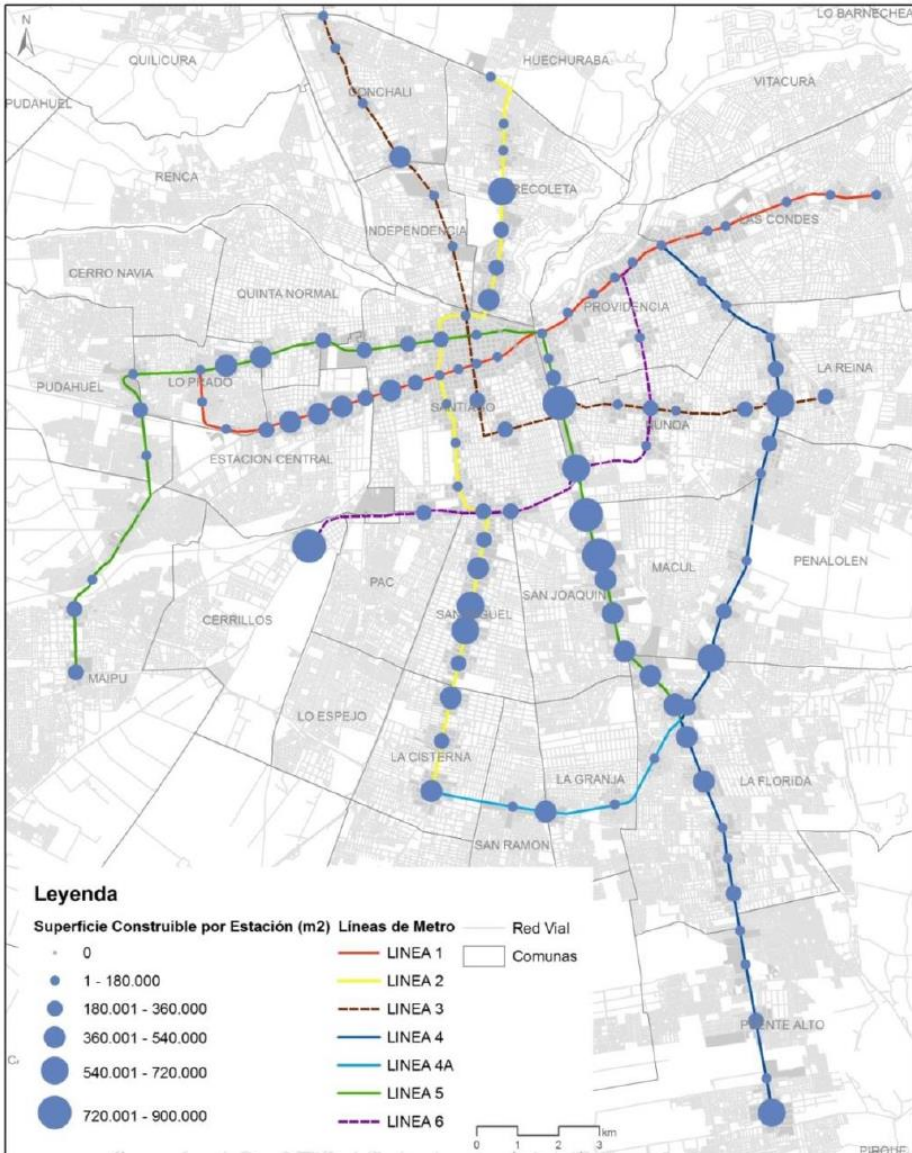 N
LO BARNECHEA
QUILICURA
HUECHURABA
VITACURA
PUDAHUEL
CONCHALI
RENCA
RECOLETA
LAS CONDES
INDEPENDENCIA
CERRO NAVIA
QUINTA NORMAL
PROVIDENCIA
LA REINA
PUDAHUEL
LO PRADO
SANTIAGO
ÑUÑOA
ESTACION CENTRAL
PEÑALOLEN
MACUL
PAC
SAN JOAQUIN
CERRILLOS
SAN MIGUEL
MAIPU
LO ESPEJO
LA CISTERNA
LA GRANJA
LA FLORIDA
SAN RAMON
PUENTE ALTO
PIRQUE
Leyenda
Superficie Construible por Estación (m2)
0
1 - 180.000
180.001 - 360.000
360.001 - 540.000
540.001 - 720.000
720.001 - 900.000
Líneas de Metro
LINEA 1
LINEA 2
LINEA 3
LINEA 4
LINEA 4A
LINEA 5
LINEA 6
Red Vial
Comunas
km
0 1 2 3